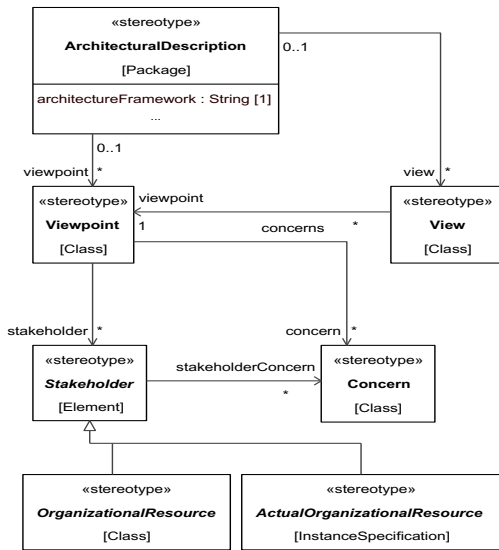 «stereotype»
ArchitecturalDescription
[Package]
architectureFramework : String [1]
...
0..1
0..1
viewpoint
*
view
*
«stereotype»
Viewpoint
[Class]
viewpoint
1
*
«stereotype»
View
[Class]
concerns
stakeholder
*
concern
*
«stereotype»
Stakeholder
[Element]
stakeholderConcern
*
«stereotype»
Concern
[Class]
«stereotype»
OrganizationalResource
[Class]
«stereotype»
ActualOrganizationalResource
[InstanceSpecification]